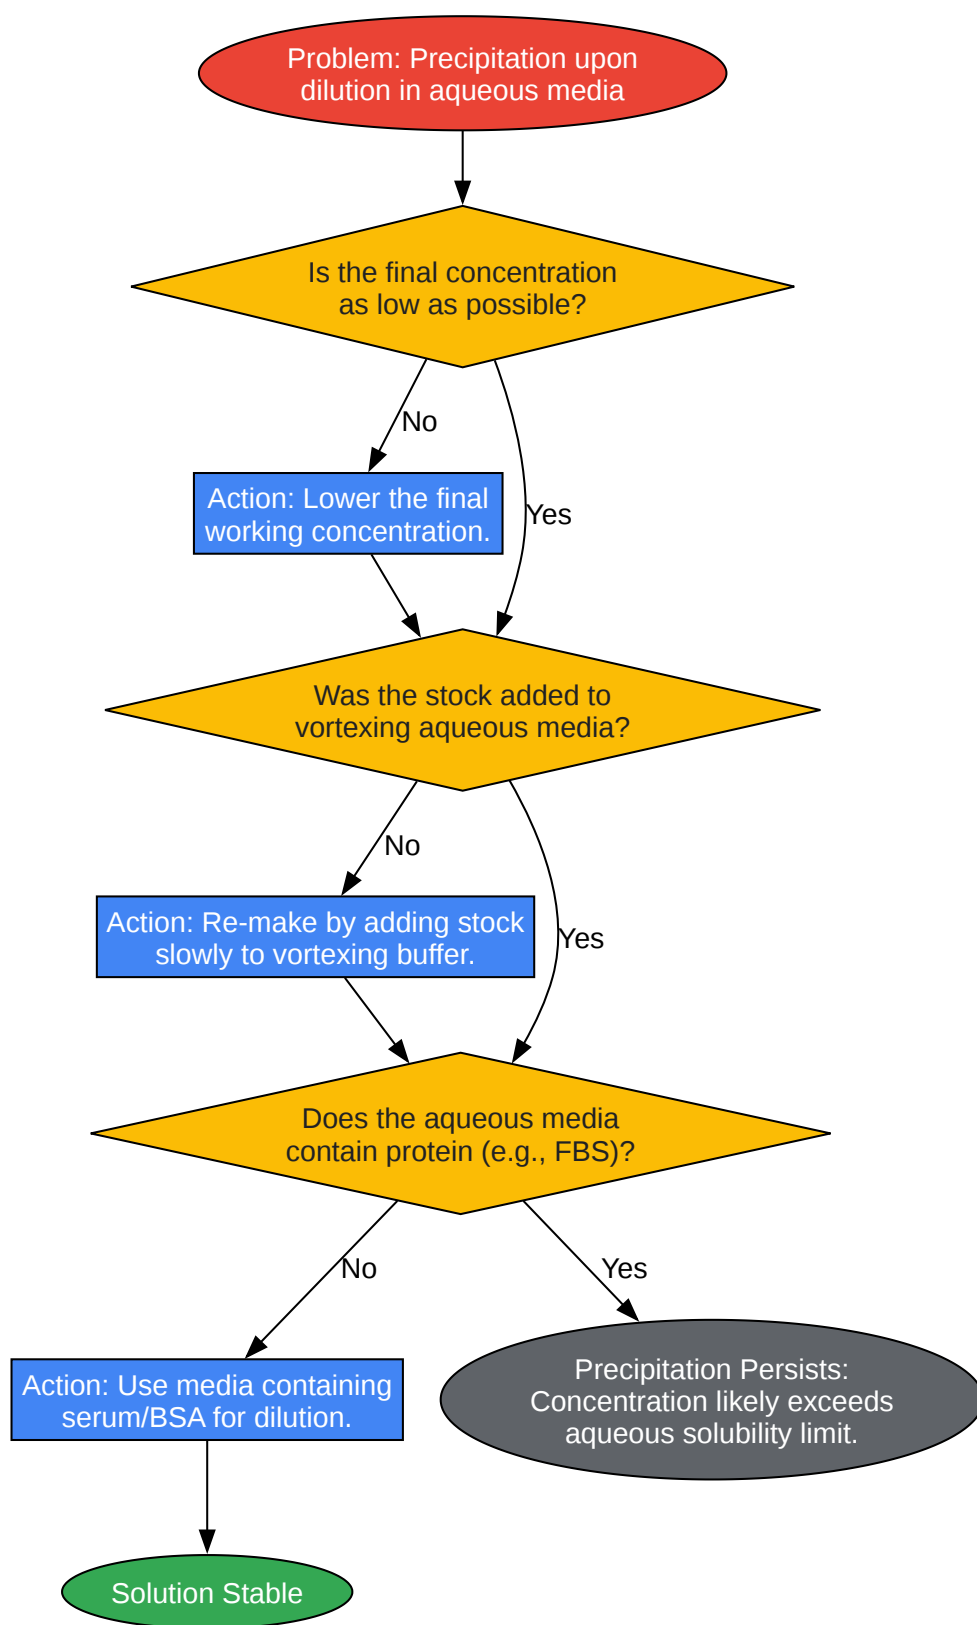 Problem: Precipitation upon
dilution in aqueous media
Is the final concentration
as low as possible?
No
Action: Lower the final
working concentration.
Yes
Was the stock added to
vortexing aqueous media?
No
Action: Re-make by adding stock
slowly to vortexing buffer.
Yes
Does the aqueous media
contain protein (e.g., FBS)?
No
Yes
Action: Use media containing
serum/BSA for dilution.
Precipitation Persists:
Concentration likely exceeds
aqueous solubility limit.
Solution Stable